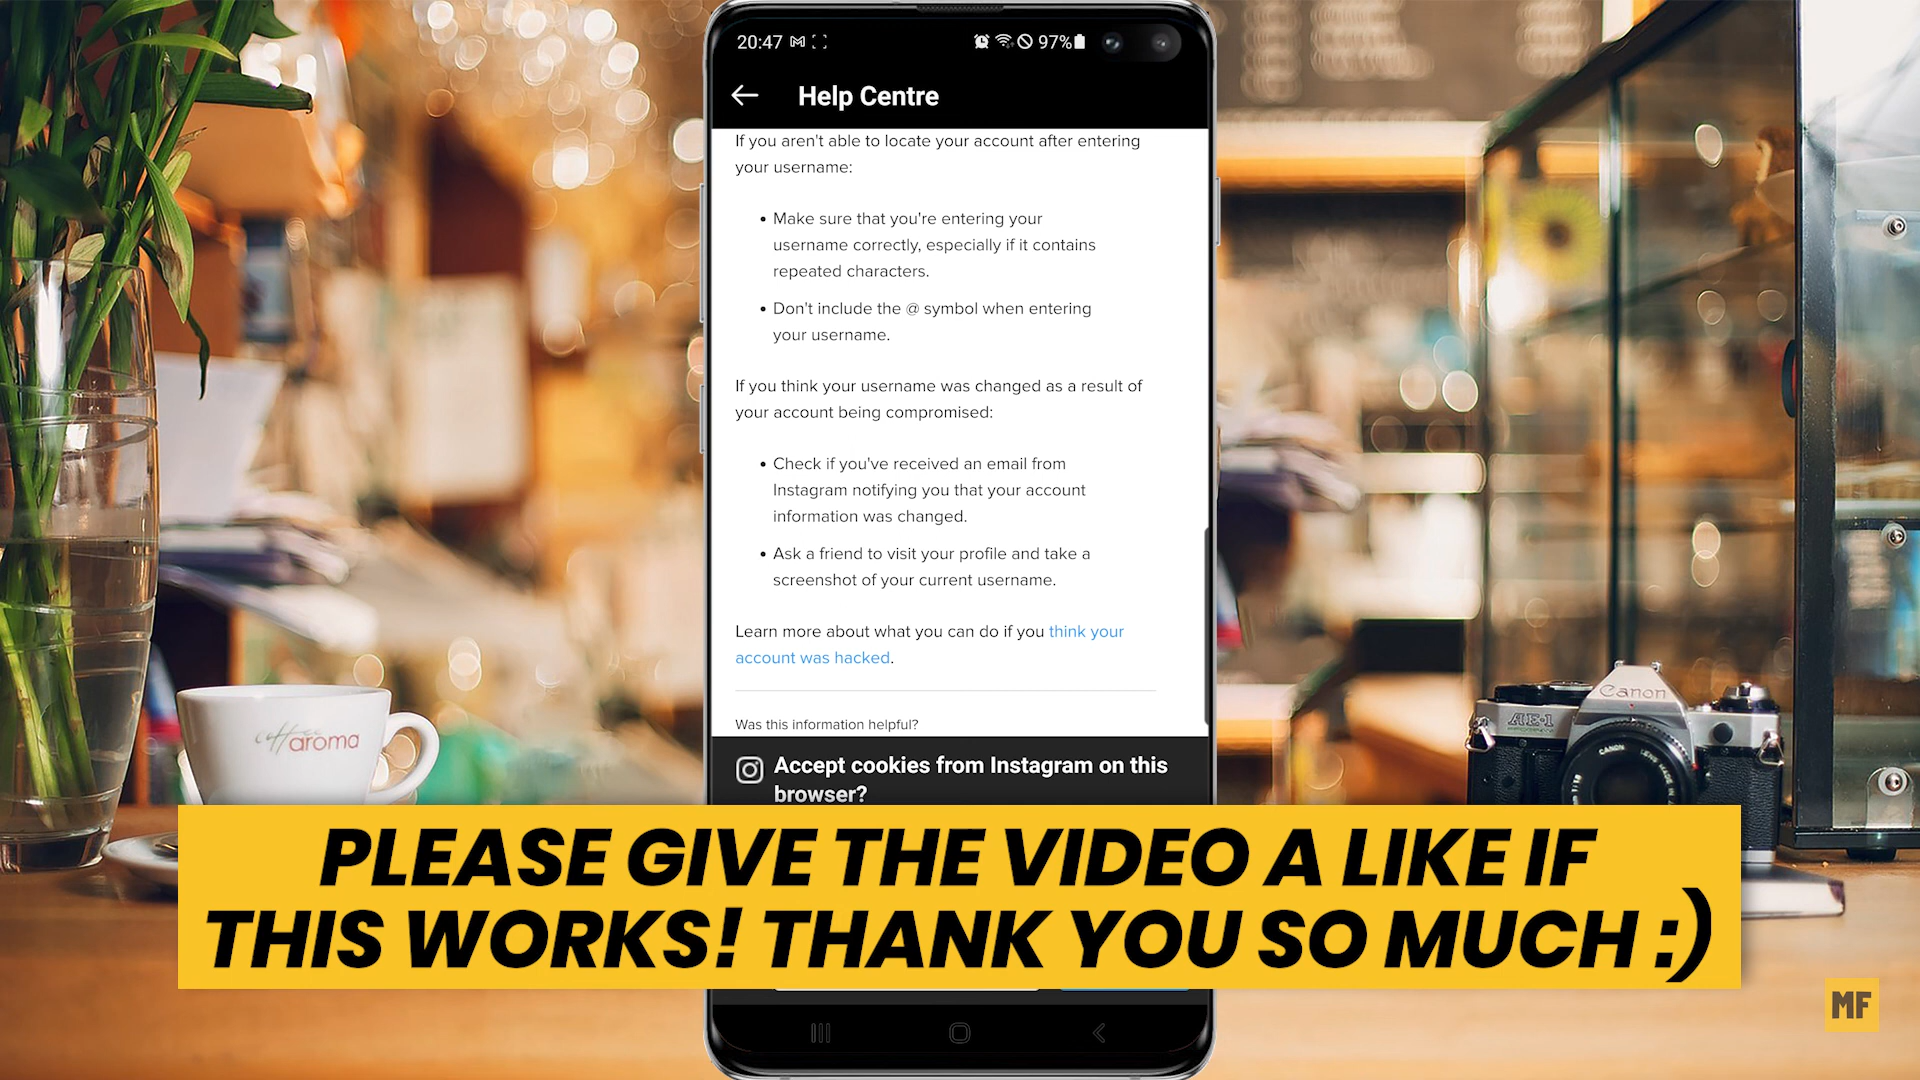 20:47
97%
Help Centre
If you aren't able to locate your account after entering
your username:
• Make sure that you're entering your
username correctly, especially if it contains
repeated characters.
• Don't include the @ symbol when entering
your username.
If you think your username was changed as a result of
your account being compromised:
• Check if you've received an email from
Instagram notifying you that your account
information was changed.
• Ask a friend to visit your profile and take a
screenshot of your current username.
Learn more about what you can do if you think your
account was hacked.
Was this information helpful?
Accept cookies from Instagram on this
browser?
aroma
Canon
AE-1
CANON
PLEASE GIVE THE VIDEO A LIKE IF
THIS WORKS! THANK YOU SO MUCH :)
MF